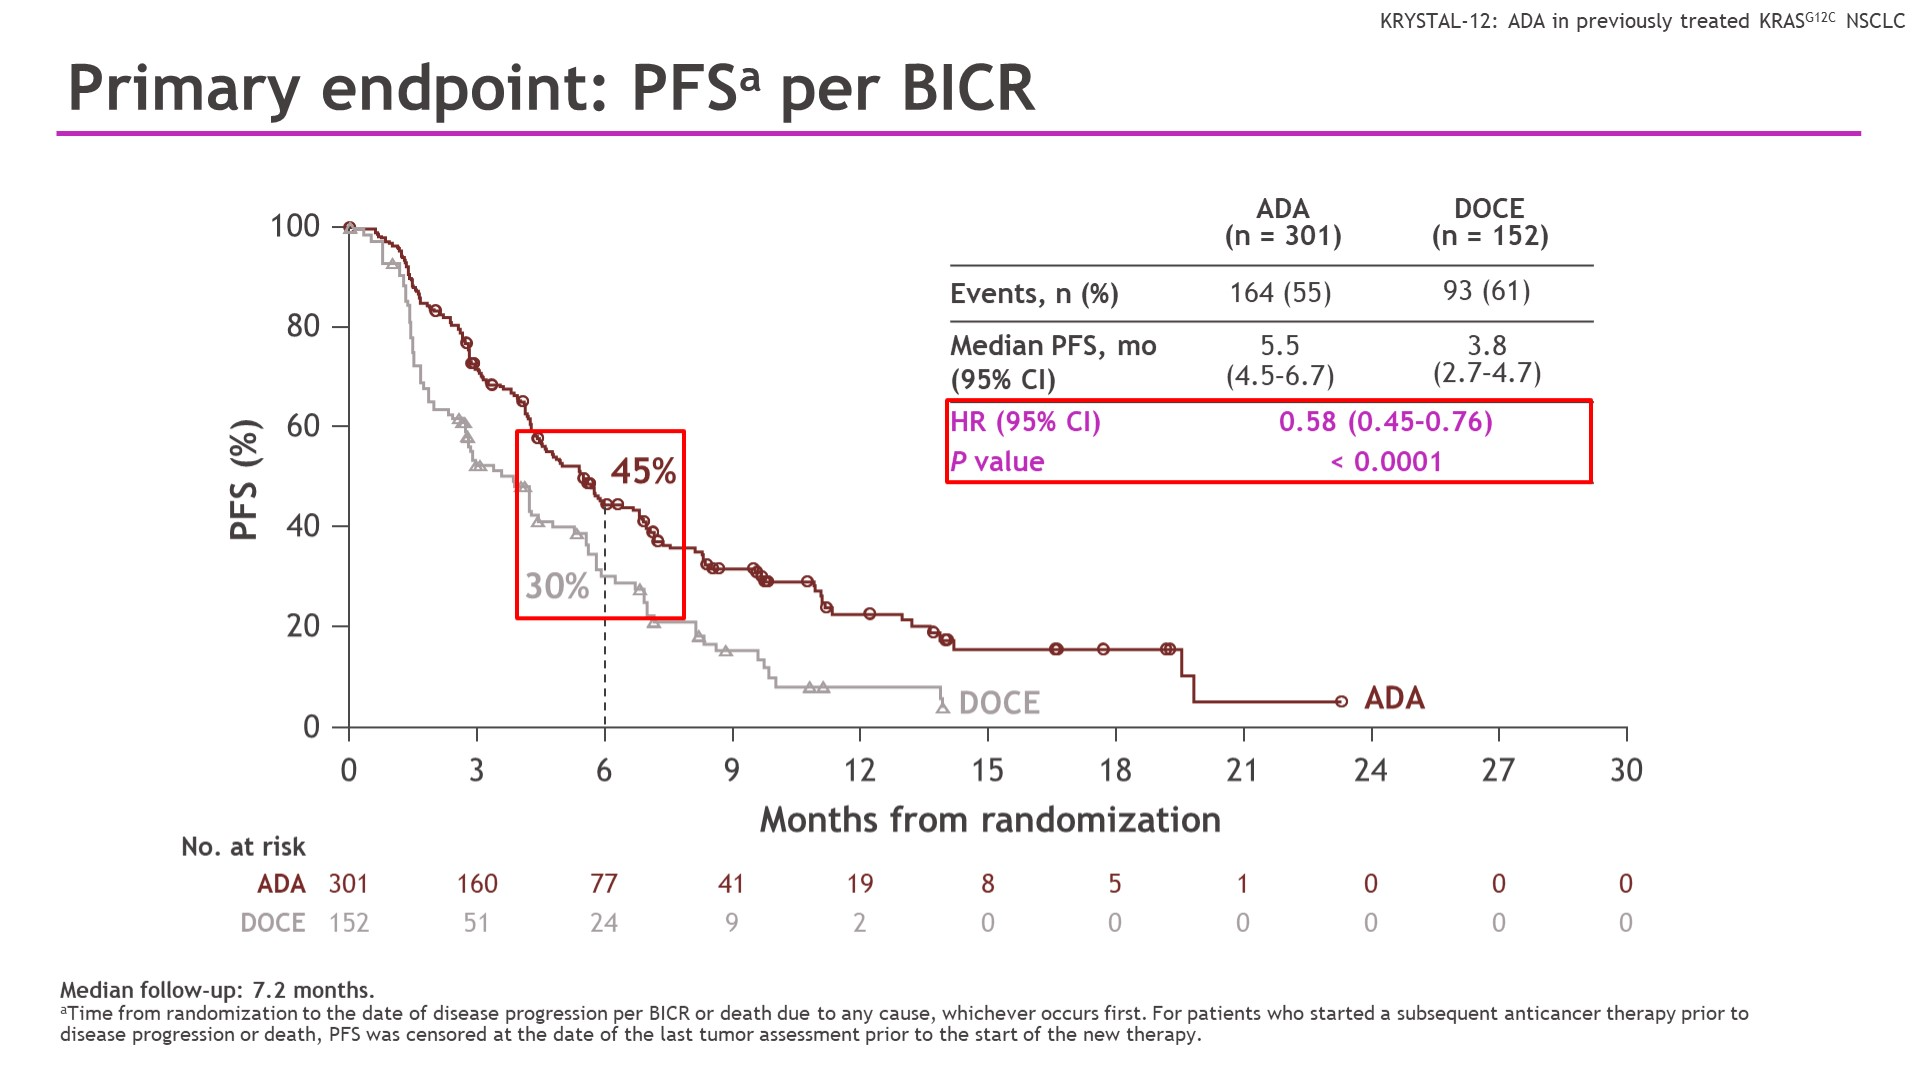 KRYSTAL-12: ADA in previously treated KRASG12C NSCLC
Primary endpoint: PFSa per BICR
ADA DOCE
(n = 301) (n = 152)
Events, n (%) 164 (55) 93 (61)
Median PFS, mo 5.5 3.8
(95% CI) (4.5-6.7) (2.7-4.7)
HR (95% CI) 0.58 (0.45-0.76)
P value < 0.0001
PFS (%)
100
80
60
40
20
0
45%
30%
DOCE
ADA
0 3 6 9 12 15 18 21 24 27 30
Months from randomization
No. at risk
ADA 301 160 77 41 19 8 5 1 0 0 0
DOCE 152 51 24 9 2 0 0 0 0 0 0
Median follow-up: 7.2 months.
aTime from randomization to the date of disease progression per BICR or death due to any cause, whichever occurs first. For patients who started a subsequent anticancer therapy prior to
disease progression or death, PFS was censored at the date of the last tumor assessment prior to the start of the new therapy.